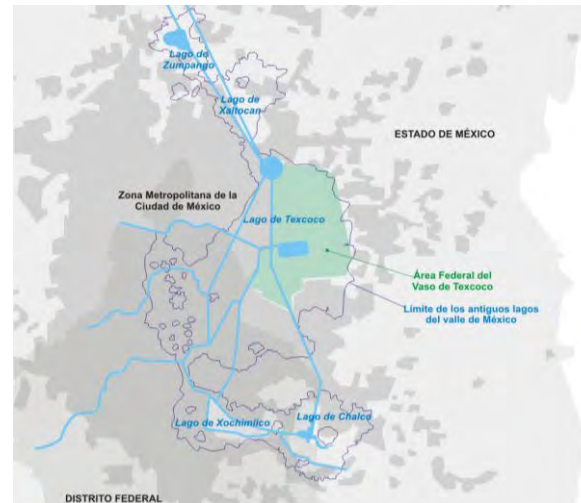 Lago de
Zumpango
Lago de
Xaltocan
ESTADO DE MÉXICO
Zona Metropolitana de la
Ciudad de México
Lago de Texcoco
Área Federal del
Vaso de Texcoco
Límite de los antiguos lagos
del valle de México
Lago de Xochimilco
Lago de Chalco
DISTRITO FEDERAL